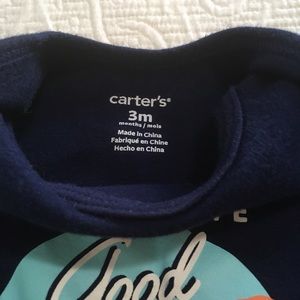 carter's®
3m
months / mois
Made in China
Fabriqué en Chine
Hecho en China
Good